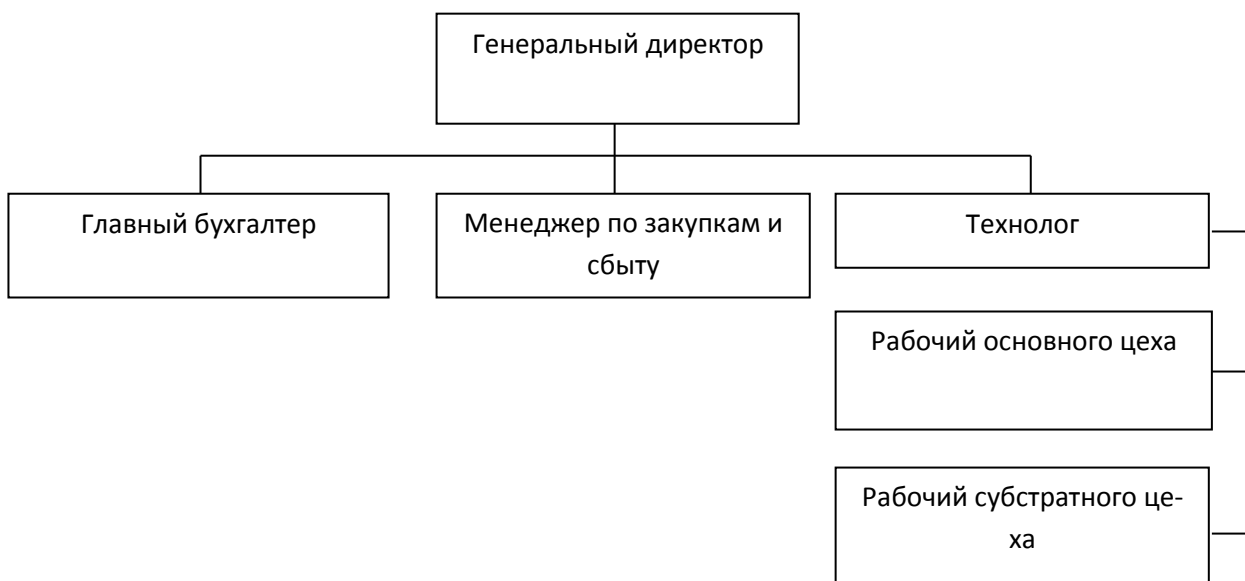 Генеральный директор
Главный бухгалтер
Менеджер по закупкам и
сбыту
Технолог
Рабочий основного цеха
Рабочий субстратного це-
ха